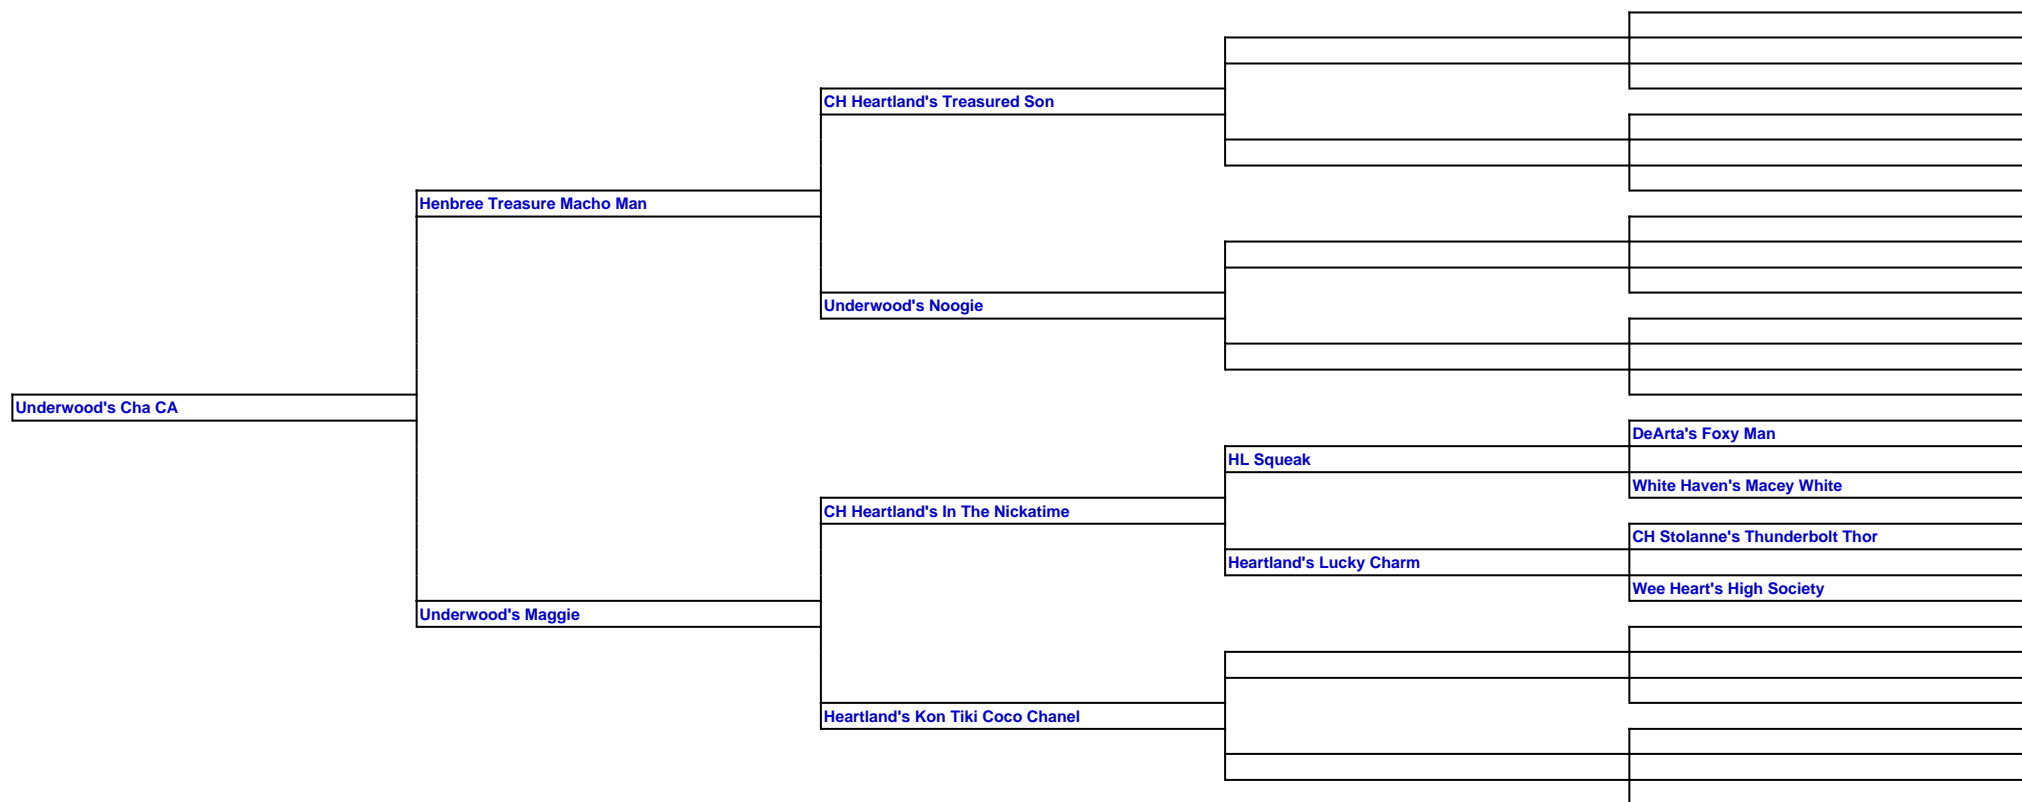 CH Heartland's Treasured Son
Henbree Treasure Macho Man
Underwood's Noogie
Underwood's Cha CA
DeArta's Foxy Man
HL Squeak
White Haven's Macey White
CH Heartland's In The Nickatime
CH Stolanne's Thunderbolt Thor
Heartland's Lucky Charm
Wee Heart's High Society
Underwood's Maggie
Heartland's Kon Tiki Coco Chanel